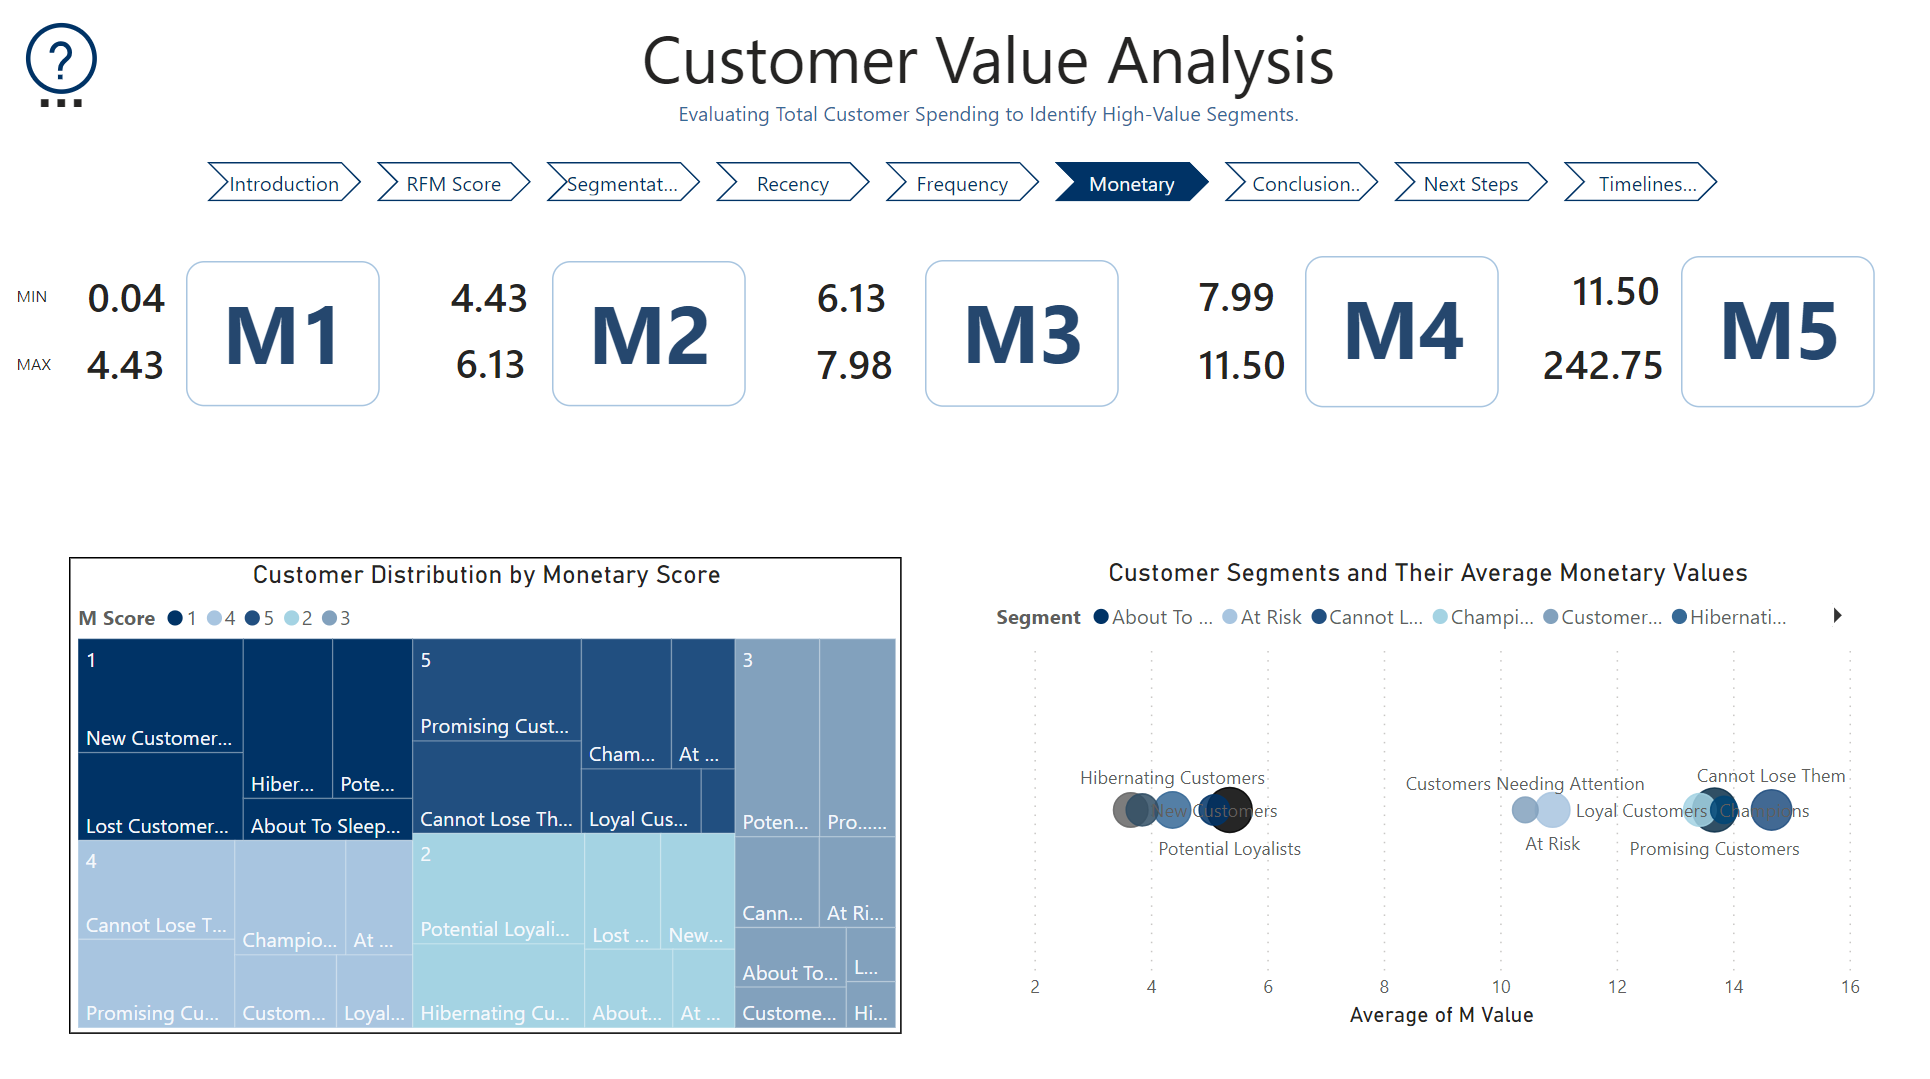 ?
Customer Value Analysis
Evaluating Total Customer Spending to Identify High-Value Segments.
Introduction
RFM Score
Segmentat...
Recency
Frequency
Monetary
Conclusion..
Next Steps
Timelines...
MIN
0.04
MAX
4.43
M1
4.43
6.13
M2
6.13
7.98
M3
7.99
11.50
M4
11.50
242.75
M5
Customer Distribution by Monetary Score
M Score 1 4 5 2 3
1
New Customer...
Lost Customer...
Hiber...
Pote...
About To Sleep...
5
Promising Cust...
Cannot Lose Th...
Cham...
At ...
Loyal Cus...
3
Poten...
Pro......
Cann...
At Ri...
About To...
L...
Custome...
Hi...
4
Cannot Lose T...
Promising Cu...
Champio...
At ...
Custom...
Loyal...
2
Potential Loyali...
Hibernating Cu...
Lost ...
New...
About...
At ...
Customer Segments and Their Average Monetary Values
Segment About To ... At Risk Cannot L... Champi... Customer... Hibernati...
Hibernating Customers
New Customers
Potential Loyalists
Customers Needing Attention
Loyal Customers
At Risk
Cannot Lose Them
Champions
Promising Customers
2 4 6 8 10 12 14 16
Average of M Value